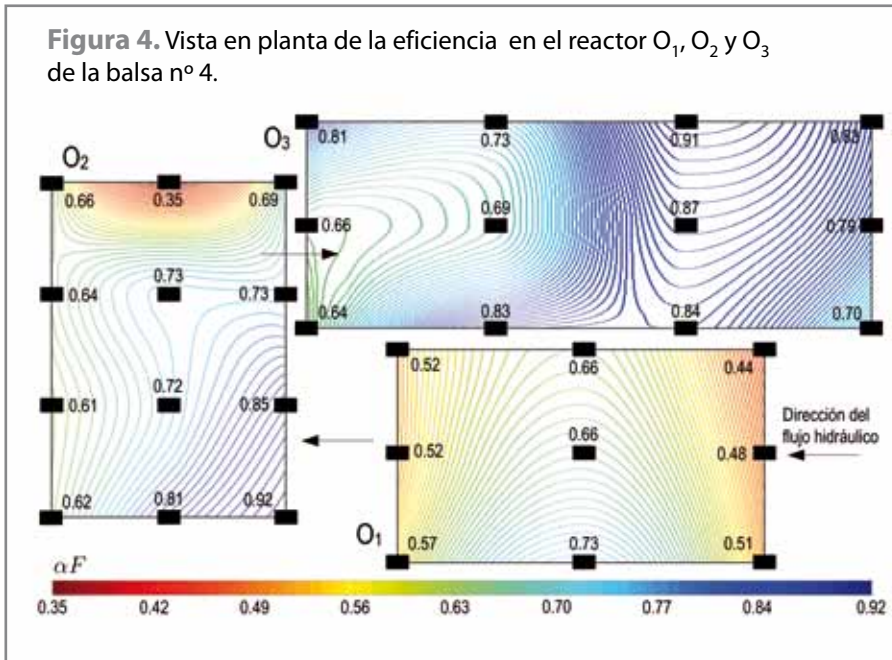 Figura 4. Vista en planta de la eficiencia en el reactor O₁, O₂ y O₃
de la balsa nº 4.
O₃
0.81 0.73 0.91
0.66 0.69 0.87 0.79
0.64 0.83 0.84 0.70
O₂
0.66 0.35 0.69
0.64 0.73 0.73
0.61 0.72 0.85
0.62 0.81 0.92
0.52 0.66 0.44
0.52 0.66 0.48
0.57 0.73 0.51
O₁
Dirección del
flujo hidráulico
αF
0.35 0.42 0.49 0.56 0.63 0.70 0.77 0.84 0.92